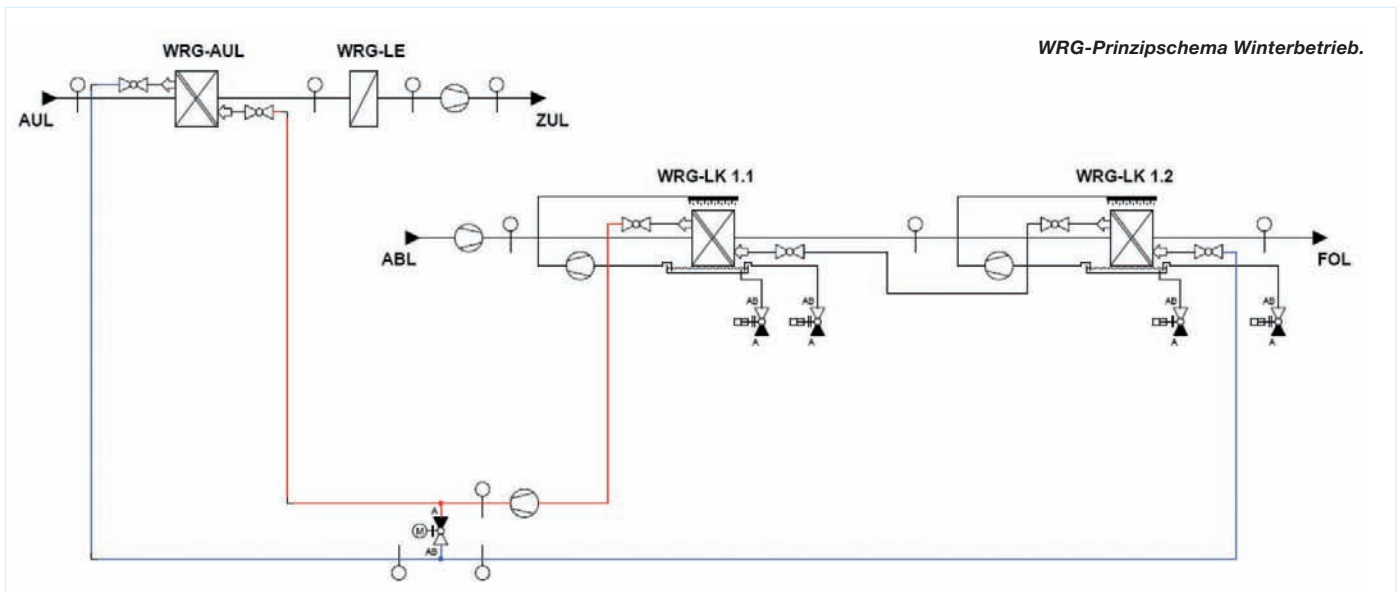 WRG-Prinzipschema Winterbetrieb.
WRG-AUL
WRG-LE
AUL
ZUL
WRG-LK 1.1
WRG-LK 1.2
ABL
FOL
AB
AB
AB
AB
A
A
A
A
A
M
AB